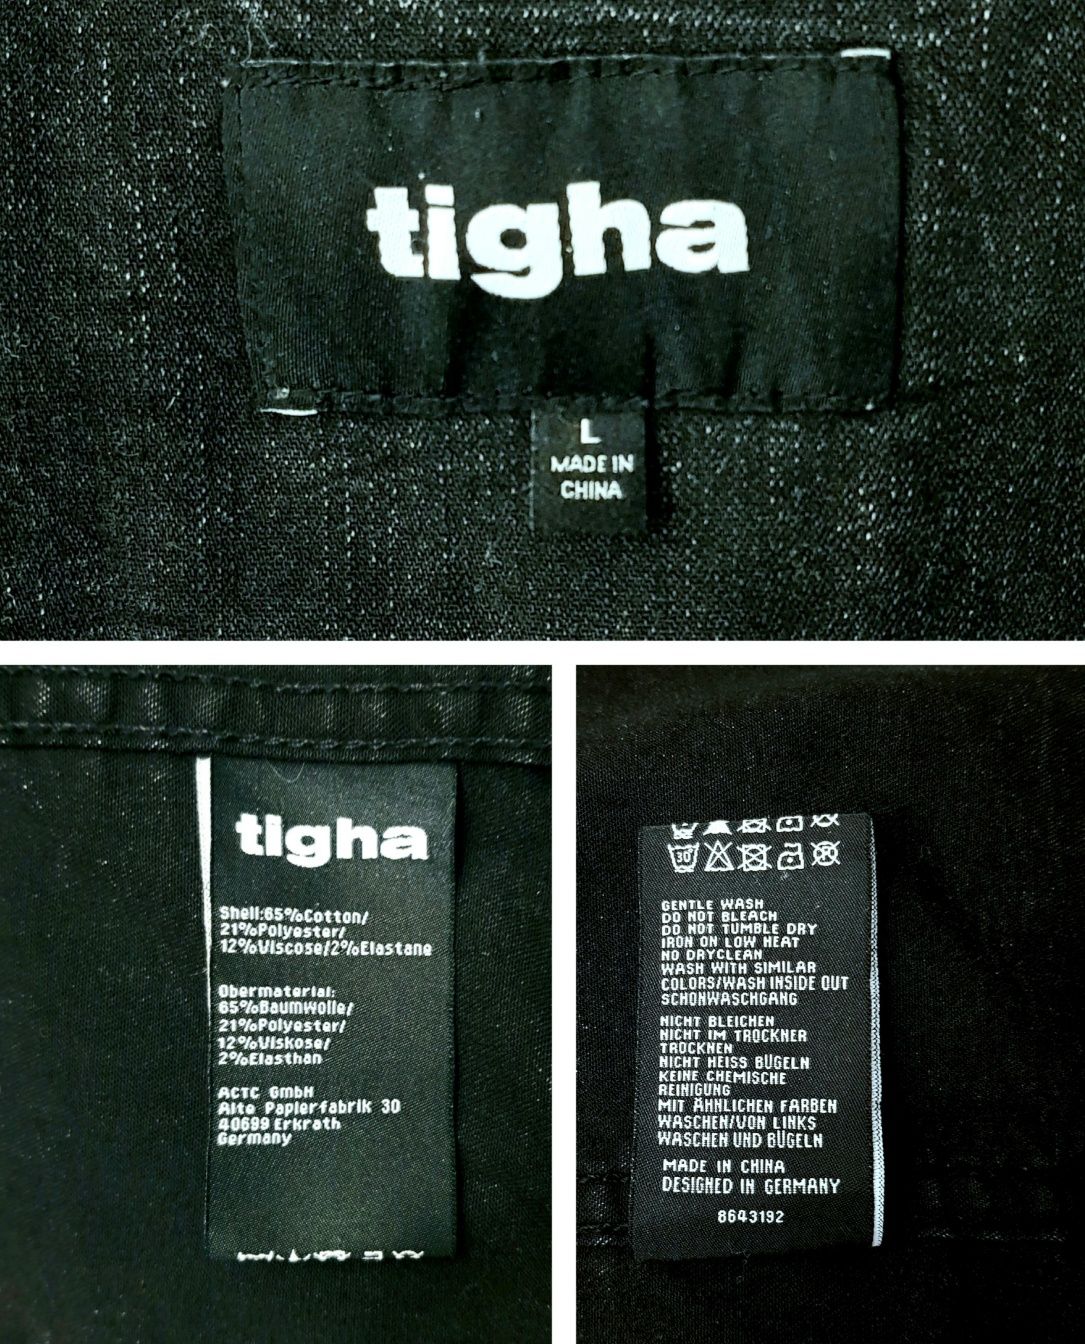 tigha
L
MADE IN
CHINA
tigha
Shell:65%Cotton/
21%Polyester/
12%Viscose/2%Elastane
Obermaterial:
65%Baumwolle/
21%Polyester/
12%Viskose/
2%Elasthan
ACTC GmbH
Alte Papierfabrik 30
40699 Erkrath
Germany
30
P
GENTLE WASH
DO NOT BLEACH
DO NOT TUMBLE DRY
IRON ON LOW HEAT
NO DRYCLEAN
WASH WITH SIMILAR
COLORS/WASH INSIDE OUT
SCHONWASCHGANG
NICHT BLEICHEN
NICHT IM TROCKNER
TROCKNEN
NICHT HEISS BÜGELN
KEINE CHEMISCHE
REINIGUNG
MIT ÄHNLICHEN FARBEN
WASCHEN/VON LINKS
WASCHEN UND BÜGELN
MADE IN CHINA
DESIGNED IN GERMANY
8643192